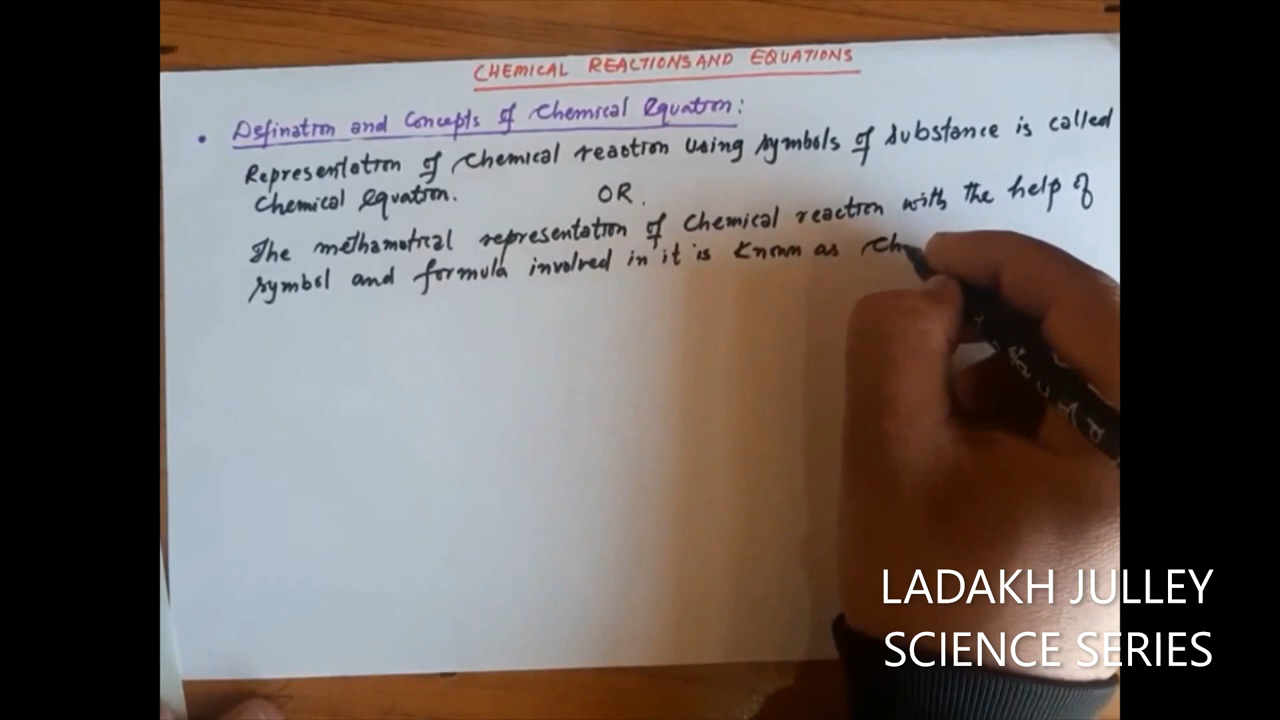 CHEMICAL REACTIONS AND EQUATIONS
• Defination and Concepts of Chemical equation:
Representation of chemical reaction using symbols of substance is called
Chemical equation. OR.
The methamatical representation of Chemical reaction with the help of
symbol and formula involved in it is known as Ch
LADAKH JULLEY
SCIENCE SERIES